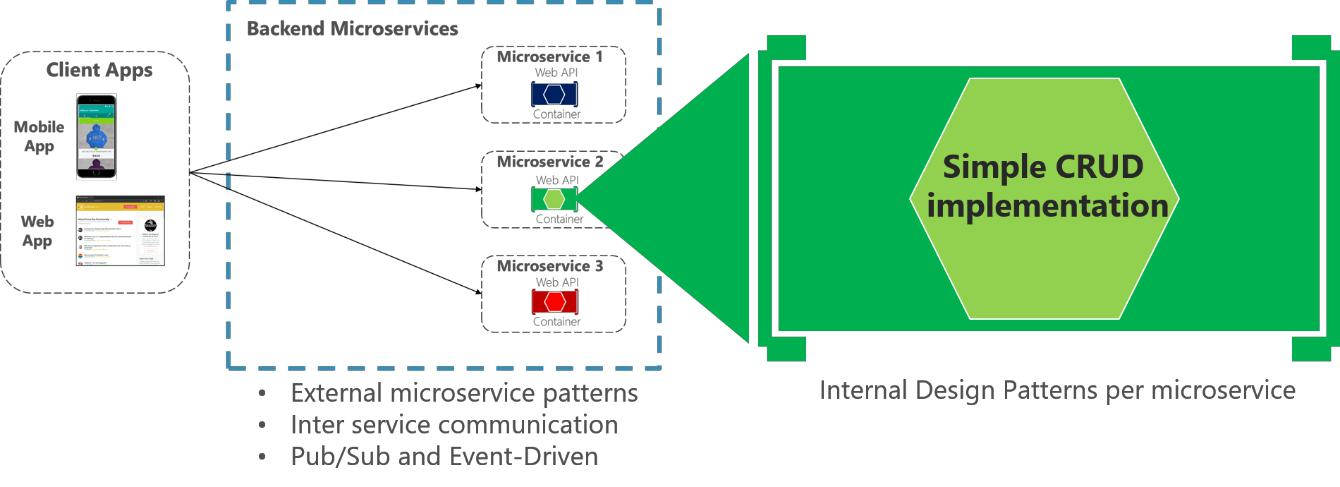 Backend Microservices
Client Apps
Mobile
App
Web
App
Microservice 1
Web API
Container
Microservice 2
Web API
Container
Microservice 3
Web API
Container
Simple CRUD
implementation
• External microservice patterns
• Inter service communication
• Pub/Sub and Event-Driven
Internal Design Patterns per microservice